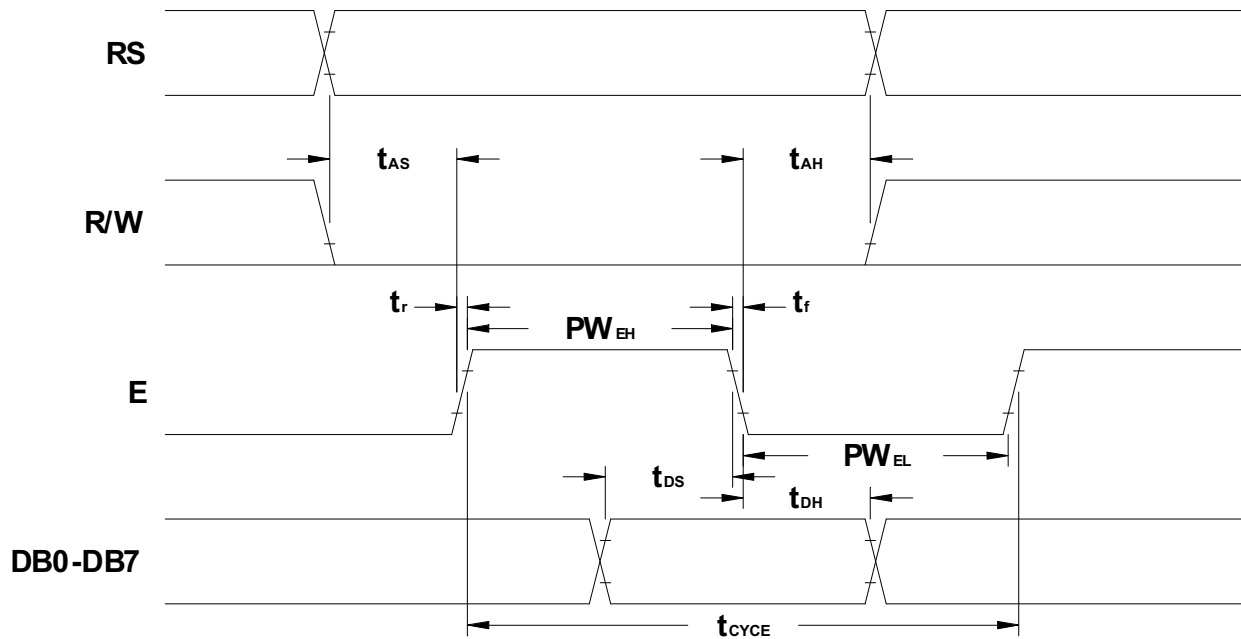 RS
tAS
tAH
R/W
tr
PWEH
tf
E
PWEL
tDS
tDH
DB0-DB7
tCYCE